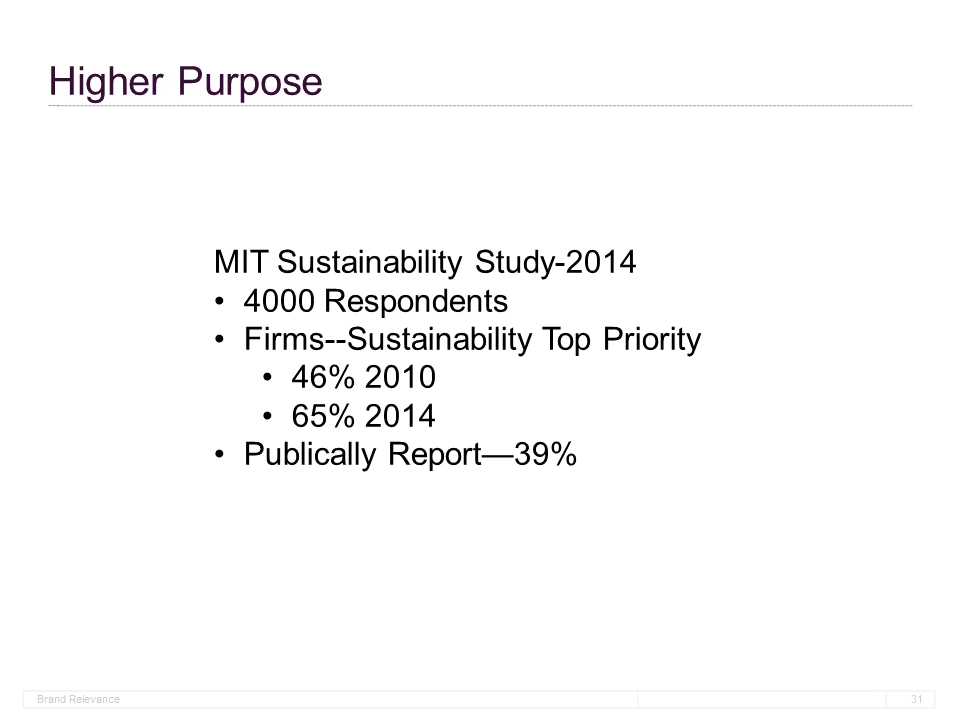 Higher Purpose
MIT Sustainability Study-2014
• 4000 Respondents
• Firms--Sustainability Top Priority
• 46% 2010
• 65% 2014
• Publically Report—39%
Brand Relevance 31